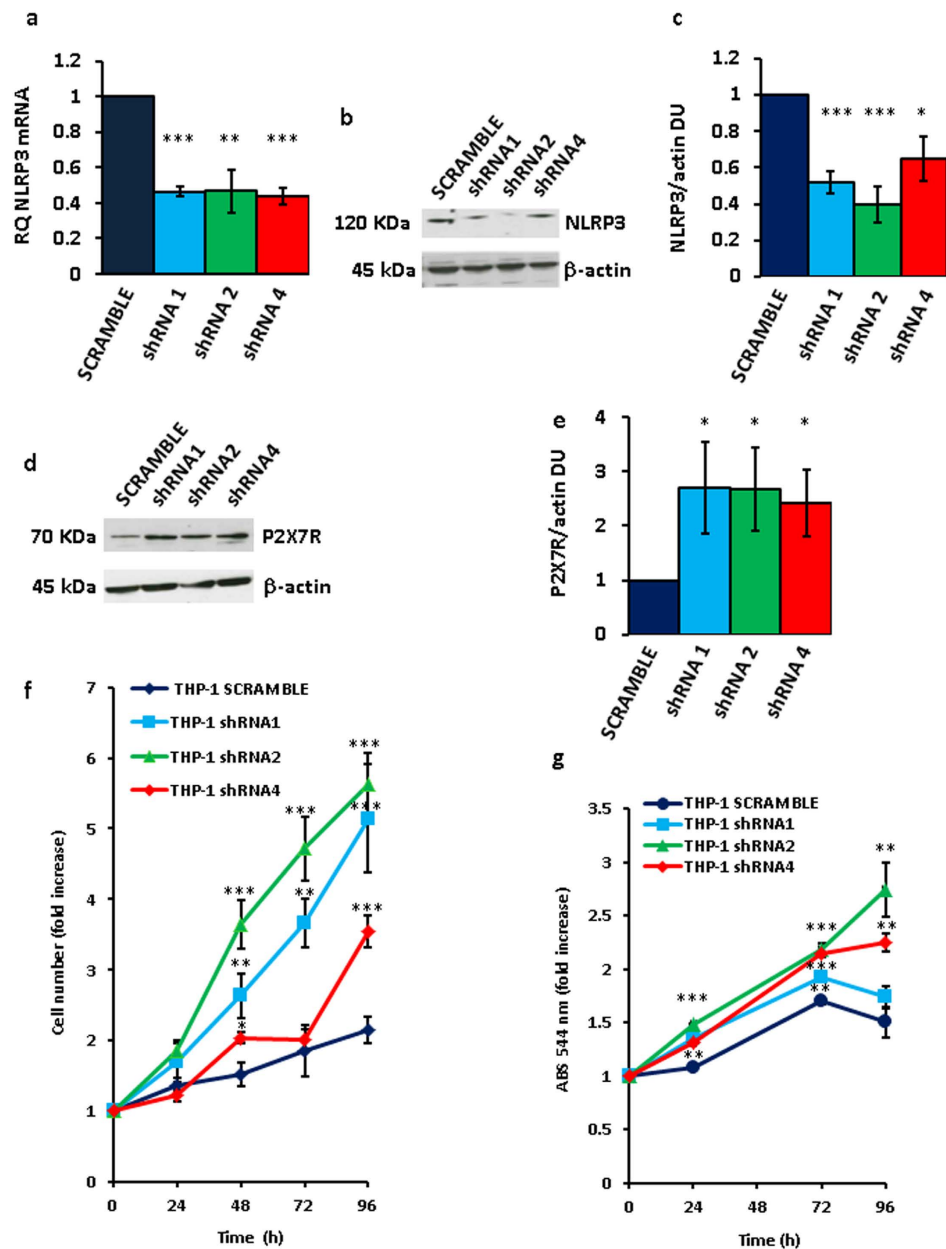 a
RQ NLRP3 mRNA
1.2
1
0.8
0.6
0.4
0.2
0
*** ** ***
SCRAMBLE
shRNA 1
shRNA 2
shRNA 4
b
SCRAMBLE
shRNA1
shRNA2
shRNA4
120 KDa
NLRP3
45 kDa
β-actin
c
NLRP3/actin DU
1.2
1
0.8
0.6
0.4
0.2
0
*** *** *
SCRAMBLE
shRNA 1
shRNA 2
shRNA 4
d
SCRAMBLE
shRNA1
shRNA2
shRNA4
70 KDa
P2X7R
45 kDa
β-actin
e
P2X7R/actin DU
4
3
2
1
0
* * *
SCRAMBLE
shRNA 1
shRNA 2
shRNA 4
f
Cell number (fold increase)
7
6
5
4
3
2
1
0
THP-1 SCRAMBLE
THP-1 shRNA1
THP-1 shRNA2
THP-1 shRNA4
***
***
***
***
**
***
**
*
0 24 48 72 96
Time (h)
g
ABS 544 nm (fold increase)
3.5
3
2.5
2
1.5
1
0.5
0
THP-1 SCRAMBLE
THP-1 shRNA1
THP-1 shRNA2
THP-1 shRNA4
**
***
**
***
**
***
**
0 24 48 72 96
Time (h)